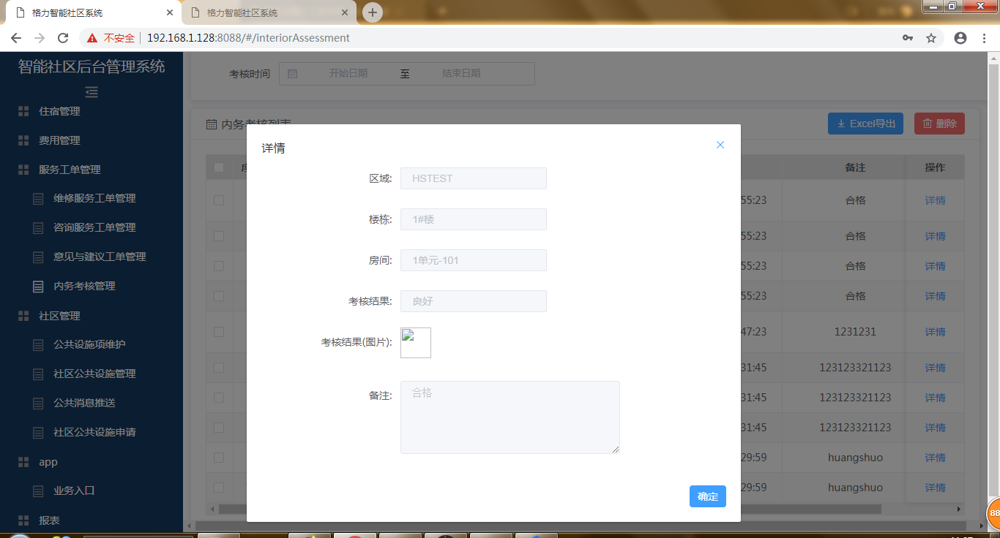 格力智能社区系统
格力智能社区系统
不安全 192.168.1.128:8088/#/interiorAssessment
智能社区后台管理系统
住宿管理
费用管理
服务工单管理
维修服务工单管理
咨询服务工单管理
意见与建议工单管理
内务考核管理
社区管理
公共设施项维护
社区公共设施管理
公共消息推送
社区公共设施申请
app
业务入口
报表
考核时间 开始日期 至 结束日期
内务考核列表 Excel导出 删除
备注 操作
55:23 合格 详情
55:23 合格 详情
55:23 合格 详情
55:23 合格 详情
47:23 1231231 详情
31:45 123123321123 详情
31:45 123123321123 详情
31:45 123123321123 详情
29:59 huangshuo 详情
29:59 huangshuo 详情
详情
区域: HSTEST
楼栋: 1#楼
房间: 1单元-101
考核结果: 良好
考核结果(图片):
备注: 合格
确定
88